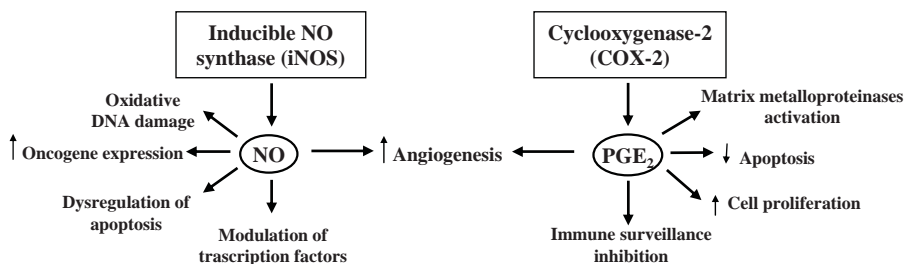 Inducible NO
synthase (iNOS)
Cyclooxygenase-2
(COX-2)
Oxidative
DNA damage
Matrix metalloproteinases
activation
↑ Oncogene expression
NO
↑ Angiogenesis
PGE₂
↓ Apoptosis
Dysregulation of
apoptosis
↑ Cell proliferation
Modulation of
trascription factors
Immune surveillance
inhibition